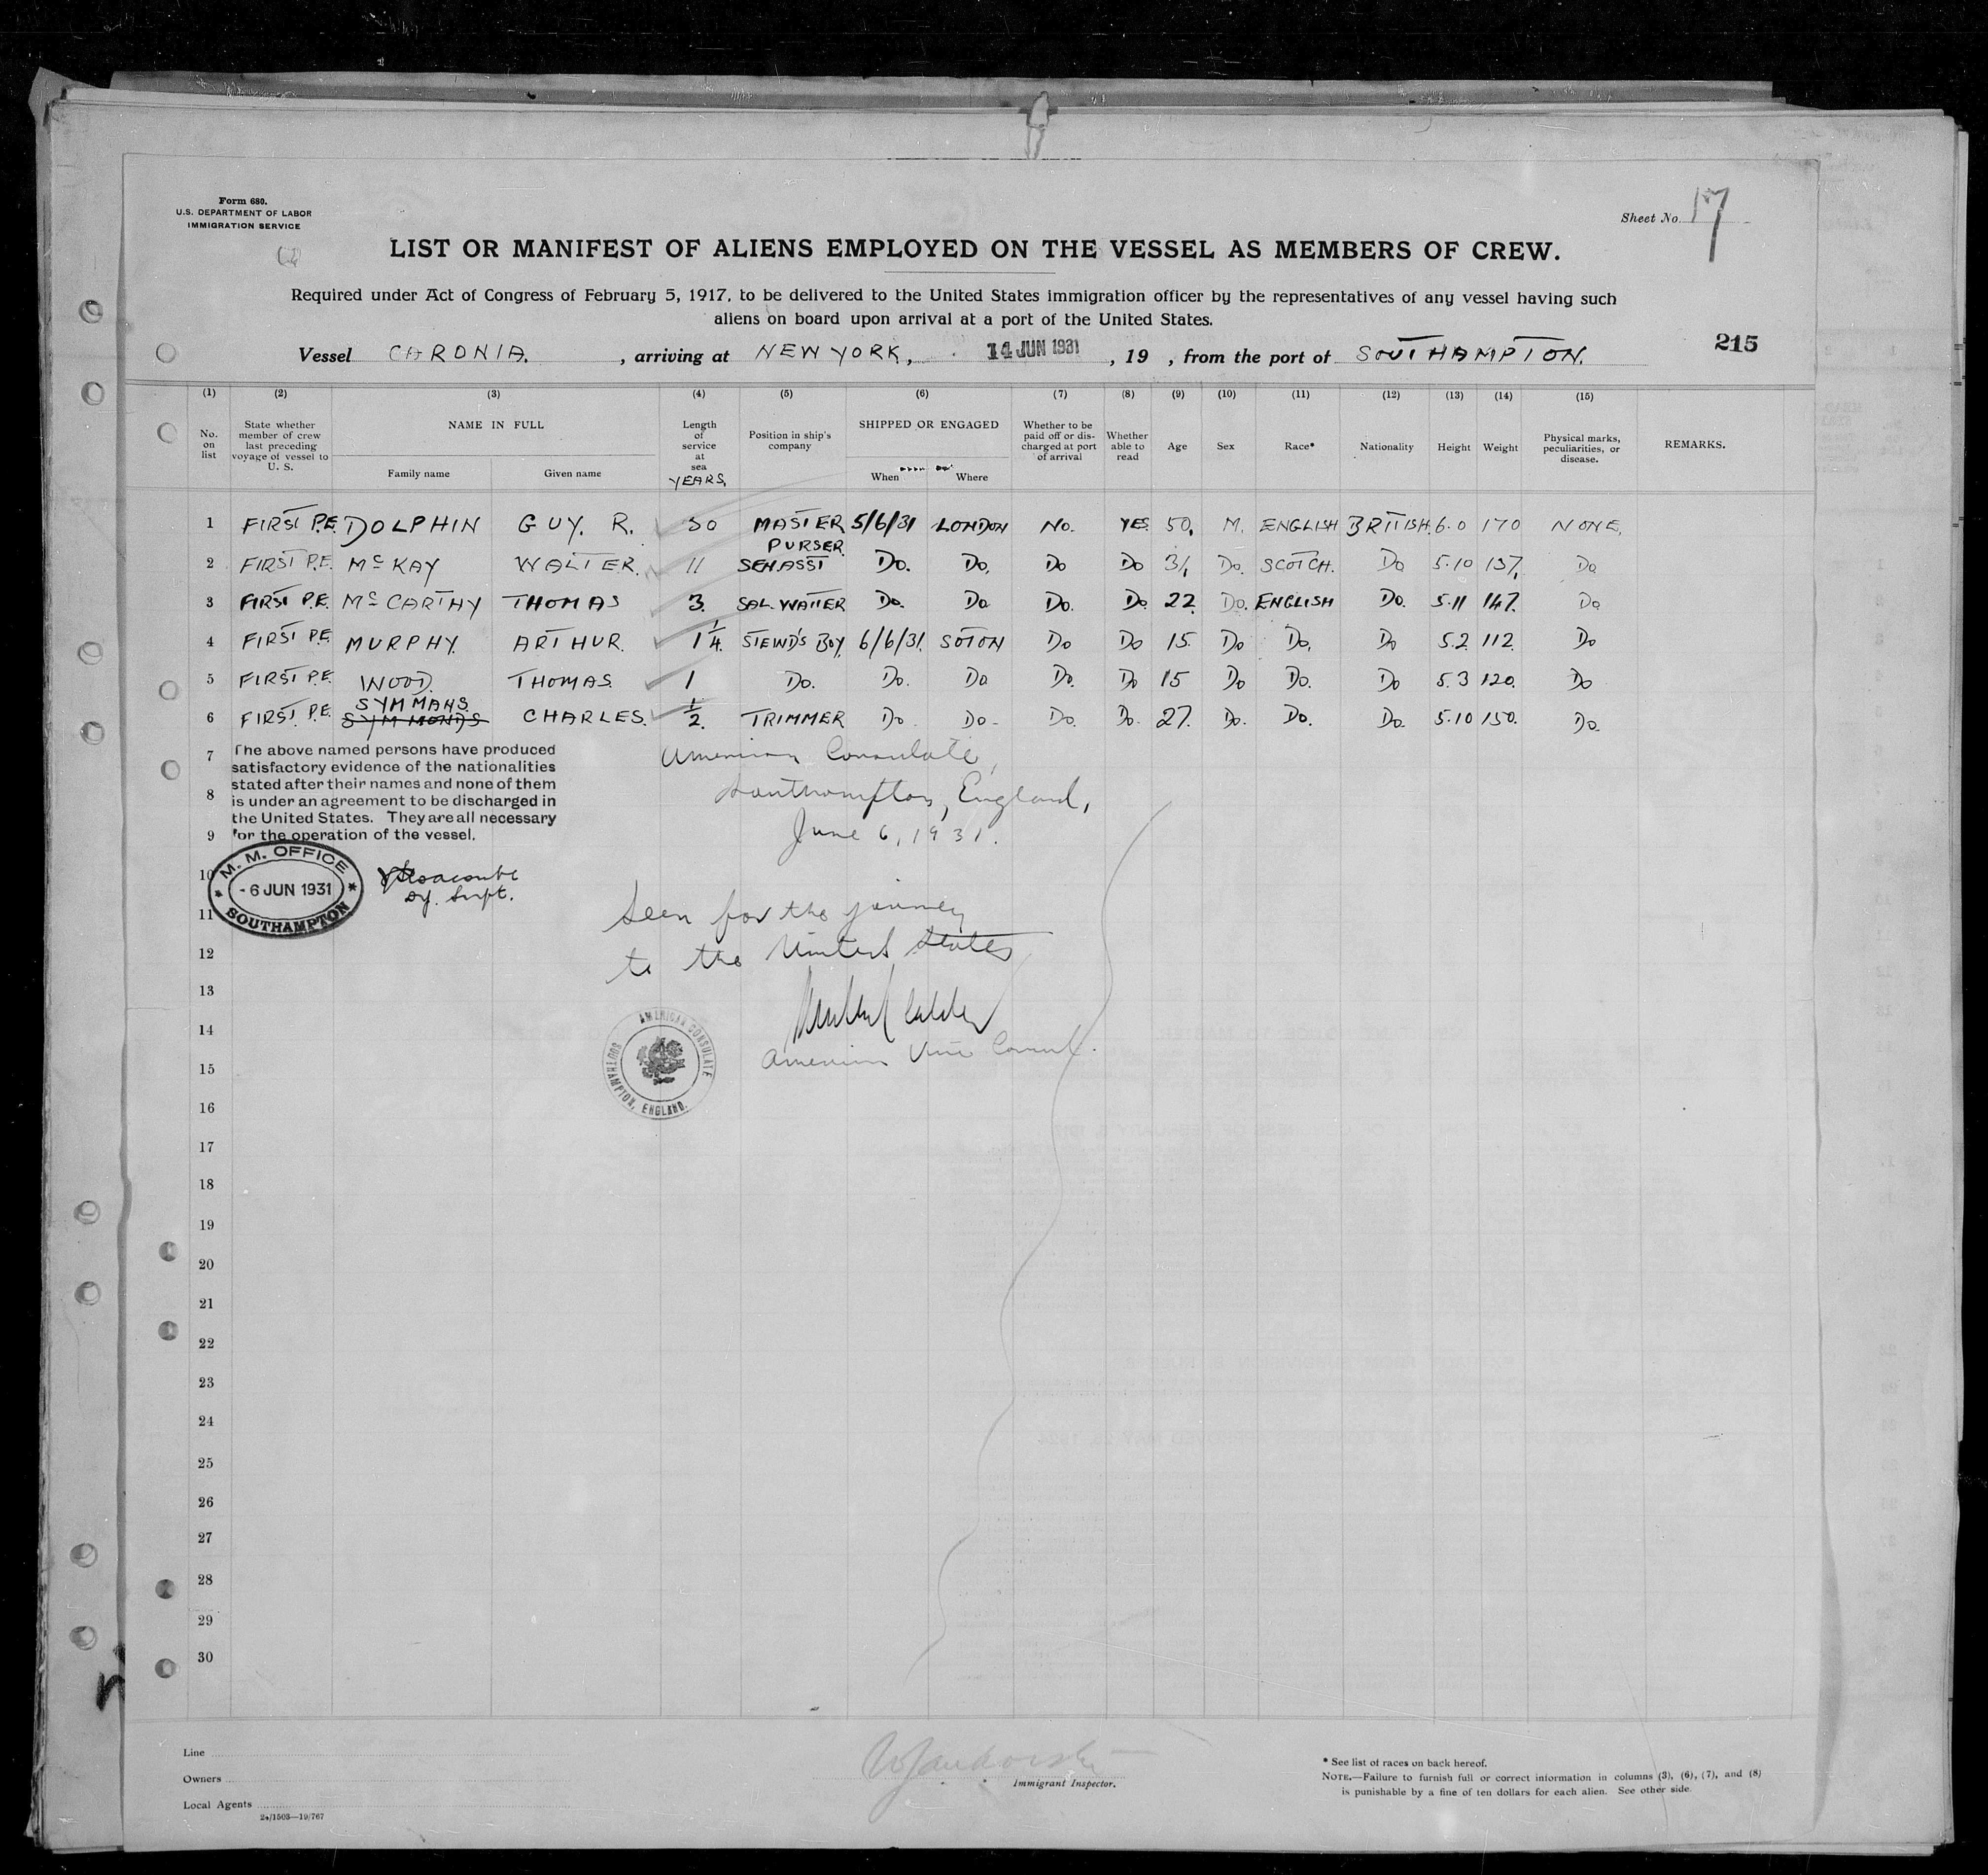 Form 680.
U.S. DEPARTMENT OF LABOR
IMMIGRATION SERVICE
Sheet No. 17
LIST OR MANIFEST OF ALIENS EMPLOYED ON THE VESSEL AS MEMBERS OF CREW.
Required under Act of Congress of February 5, 1917, to be delivered to the United States immigration officer by the representatives of any vessel having such
aliens on board upon arrival at a port of the United States.
215
Vessel CARONIA. , arriving at NEW YORK, 14 JUN 1931 , 19 , from the port of SOUTHAMPTON.
(1) (2) (3) (4) (5) (6) (7) (8) (9) (10) (11) (12) (13) (14) (15)
No. on list
State whether member of crew last preceding voyage of vessel to U. S.
NAME IN FULL
Family name Given name
Length of service at sea
YEARS.
Position in ship's company
SHIPPED OR ENGAGED
When Where
Whether to be paid off or discharged at port of arrival
Whether able to read
Age Sex Race* Nationality Height Weight
Physical marks, peculiarities, or disease.
REMARKS.
1 FIRST P.E. DOLPHIN GUY. R. 30 MASTER 5/6/31 LONDON No. YES 50, M. ENGLISH BRITISH. 6.0 170 NONE.
PURSER.
2 FIRST P.E. McKAY WALTER. 11 SEN.ASST Do. Do, Do Do 31, Do. SCOTCH. Do 5.10 137, Do
3 FIRST P.E. McCARTHY THOMAS 3. SAL. WAITER Do. Do Do. Do. 22. Do. ENGLISH Do. 5.11 147. Do
4 FIRST P.E. MURPHY. ARTHUR. 1 1/4. STEWD'S BOY. 6/6/31. SOTON Do Do 15 Do Do, Do 5.2 112. Do
5 FIRST P.E. WOOD. THOMAS. 1 Do. Do. Do Do. Do 15 Do Do. Do 5.3 120. Do
SYMMANS.
6 FIRST. P.E. SYMMONDS CHARLES. 1/2. TRIMMER Do. Do. Do. Do. 27. Do. Do. Do. 5.10 150. Do.
7 The above named persons have produced
satisfactory evidence of the nationalities
stated after their names and none of them
8 is under an agreement to be discharged in
the United States. They are all necessary
9 for the operation of the vessel.
American Consulate,
Southampton, England,
June 6, 1931.
10
M. M. OFFICE
- 6 JUN 1931
SOUTHAMPTON
Dy. Supt.
11
Seen for the journey
12
to the United States
13
14
AMERICAN CONSULATE
SOUTHAMPTON, ENGLAND.
American Vice Consul.
15
16
17
18
19
20
21
22
23
24
25
26
27
28
29
30
Line
Owners
Local Agents
24/1503—19/767
Immigrant Inspector.
* See list of races on back hereof.
NOTE.—Failure to furnish full or correct information in columns (3), (6), (7), and (8)
is punishable by a fine of ten dollars for each alien. See other side.